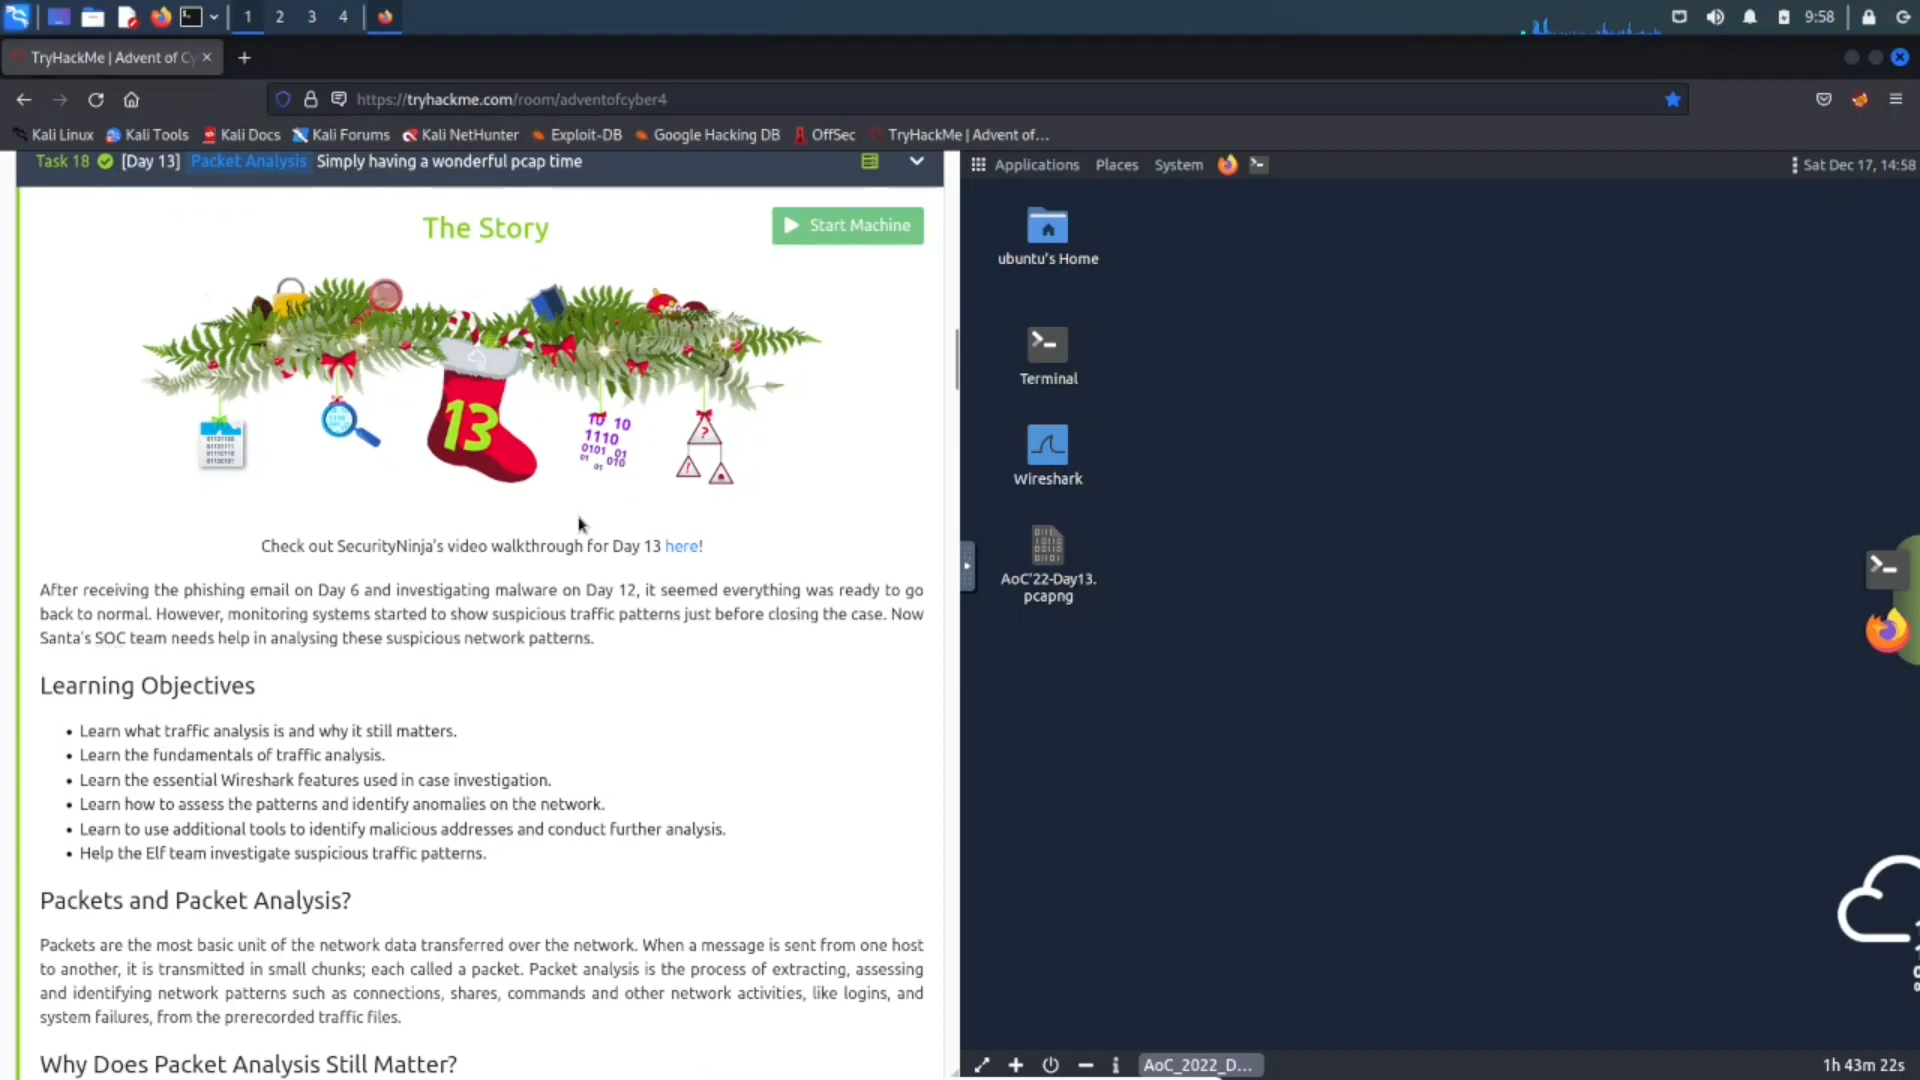 1 2 3 4
9:58
TryHackMe | Advent of Cy
https://tryhackme.com/room/adventofcyber4
Kali Linux Kali Tools Kali Docs Kali Forums Kali NetHunter Exploit-DB Google Hacking DB OffSec TryHackMe | Advent of...
Task 18 [Day 13] Packet Analysis Simply having a wonderful pcap time
The Story
Start Machine
13
10 10
1110
0101 01
01 010
01
?
!
Check out SecurityNinja's video walkthrough for Day 13 here!
After receiving the phishing email on Day 6 and investigating malware on Day 12, it seemed everything was ready to go
back to normal. However, monitoring systems started to show suspicious traffic patterns just before closing the case. Now
Santa's SOC team needs help in analysing these suspicious network patterns.
Learning Objectives
• Learn what traffic analysis is and why it still matters.
• Learn the fundamentals of traffic analysis.
• Learn the essential Wireshark features used in case investigation.
• Learn how to assess the patterns and identify anomalies on the network.
• Learn to use additional tools to identify malicious addresses and conduct further analysis.
• Help the Elf team investigate suspicious traffic patterns.
Packets and Packet Analysis?
Packets are the most basic unit of the network data transferred over the network. When a message is sent from one host
to another, it is transmitted in small chunks; each called a packet. Packet analysis is the process of extracting, assessing
and identifying network patterns such as connections, shares, commands and other network activities, like logins, and
system failures, from the prerecorded traffic files.
Why Does Packet Analysis Still Matter?
Applications Places System
Sat Dec 17, 14:58
ubuntu's Home
Terminal
Wireshark
AoC'22-Day13.
pcapng
AoC_2022_D...
1h 43m 22s